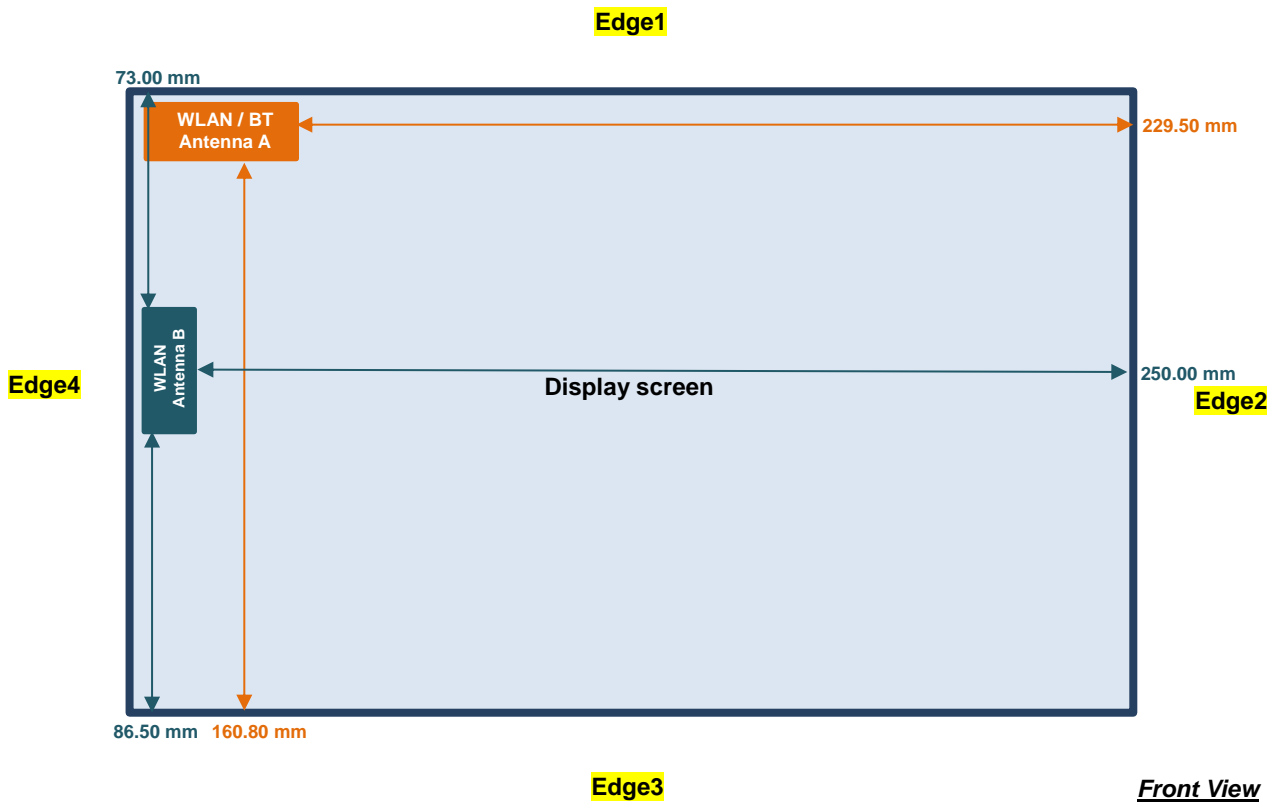 Edge1
73.00 mm
WLAN / BT
Antenna A
229.50 mm
WLAN
Antenna B
Edge4
Display screen
250.00 mm
Edge2
86.50 mm 160.80 mm
Edge3
Front View